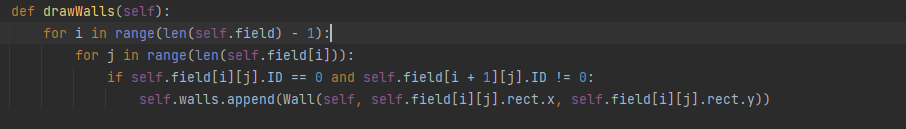 def drawWalls(self):
    for i in range(len(self.field) - 1):
        for j in range(len(self.field[i])):
            if self.field[i][j].ID == 0 and self.field[i + 1][j].ID != 0:
                self.walls.append(Wall(self, self.field[i][j].rect.x, self.field[i][j].rect.y))